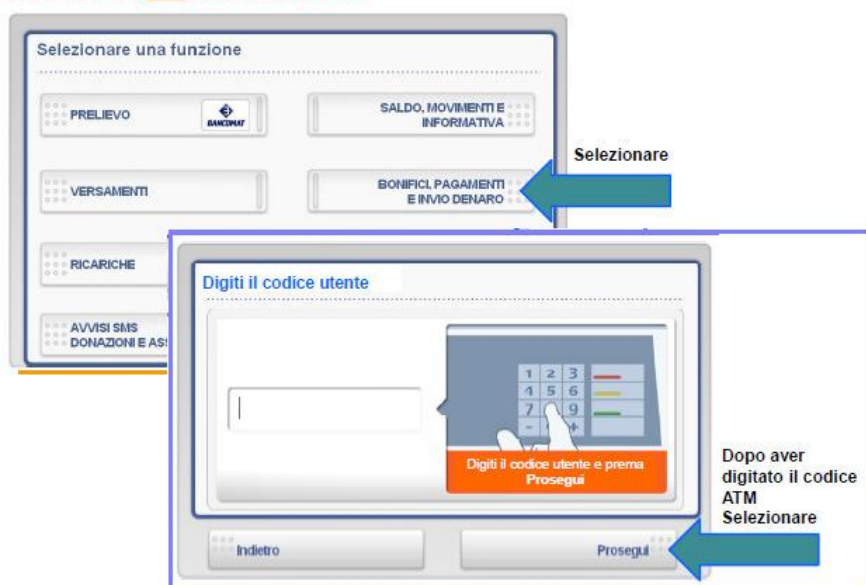 Selezionare una funzione
PRELIEVO
BANCOMAT
SALDO, MOVIMENTI E
INFORMATIVA
VERSAMENTI
BONIFICI, PAGAMENTI
E INVIO DENARO
Selezionare
RICARICHE
AVVISI SMS
DONAZIONI E ASS
Digiti il codice utente
1 2 3
4 5 6
7 9
- +
Digiti il codice utente e prema
Prosegui
Dopo aver
digitato il codice
ATM
Selezionare
Indietro
Prosegui